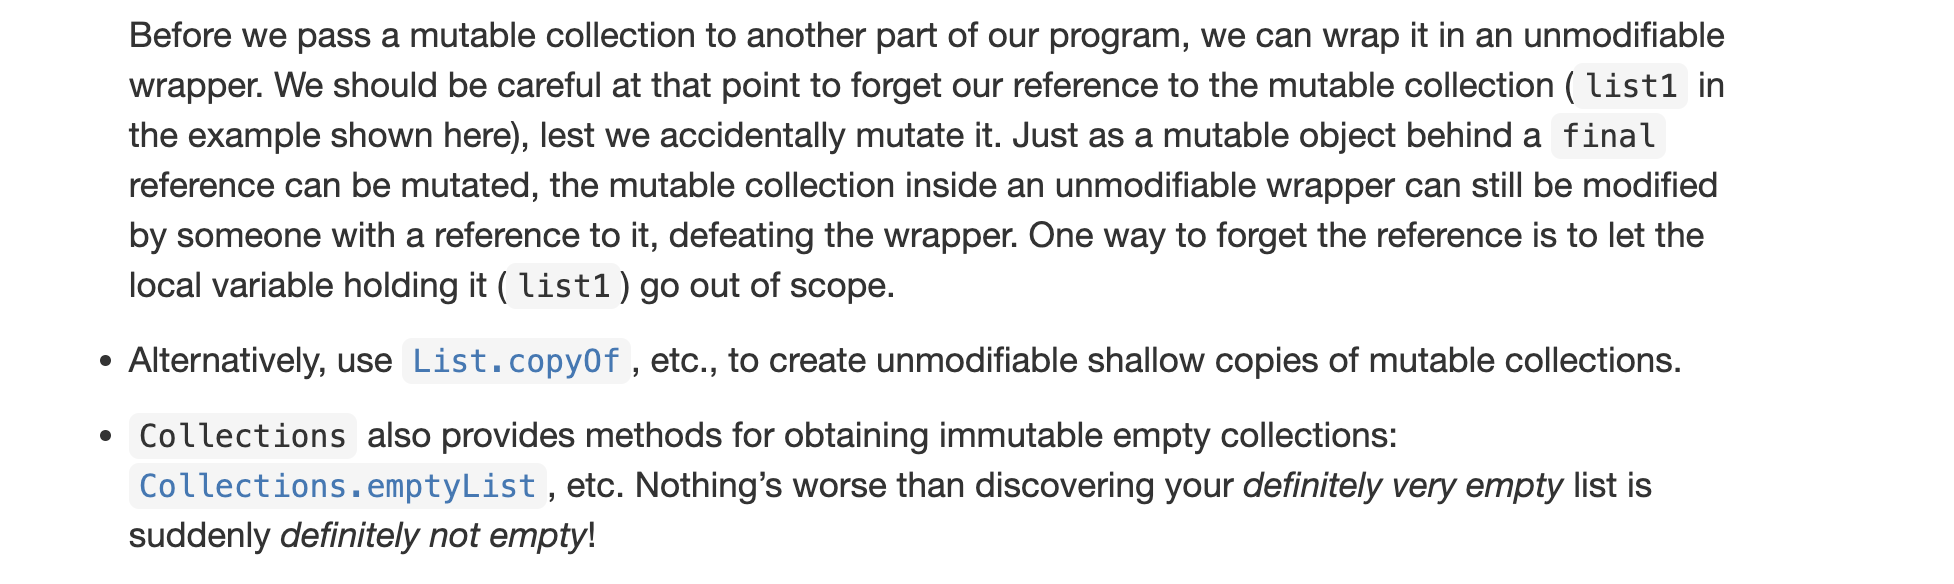 Before we pass a mutable collection to another part of our program, we can wrap it in an unmodifiable
wrapper. We should be careful at that point to forget our reference to the mutable collection ( list1 in
the example shown here), lest we accidentally mutate it. Just as a mutable object behind a final
reference can be mutated, the mutable collection inside an unmodifiable wrapper can still be modified
by someone with a reference to it, defeating the wrapper. One way to forget the reference is to let the
local variable holding it ( list1 ) go out of scope.
• Alternatively, use List.copyOf , etc., to create unmodifiable shallow copies of mutable collections.
• Collections also provides methods for obtaining immutable empty collections:
Collections.emptyList , etc. Nothing’s worse than discovering your definitely very empty list is
suddenly definitely not empty!